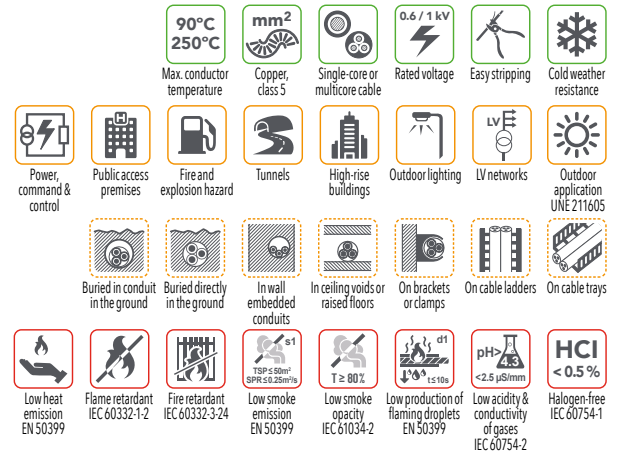 90°C
250°C
mm²
0.6 / 1 kV
Max. conductor
temperature
Copper,
class 5
Single-core or
multicore cable
Rated voltage
Easy stripping
Cold weather
resistance
H
LV
Power,
command &
control
Public access
premises
Fire and
explosion hazard
Tunnels
High-rise
buildings
Outdoor lighting
LV networks
Outdoor
application
UNE 211605
Buried in conduit
in the ground
Buried directly
in the ground
In wall
embedded
conduits
In ceiling voids or
raised floors
On brackets
or clamps
On cable ladders
On cable trays
s1
TSP ≤ 50m²
SPR ≤ 0.25m²/s
T ≥ 80%
d1
t≤10s
pH>
4.3
<2.5 µS/mm
HCl
< 0.5 %
Low heat
emission
EN 50399
Flame retardant
IEC 60332-1-2
Fire retardant
IEC 60332-3-24
Low smoke
emission
EN 50399
Low smoke
opacity
IEC 61034-2
Low production of
flaming droplets
EN 50399
Low acidity &
conductivity
of gases
IEC 60754-2
Halogen-free
IEC 60754-1